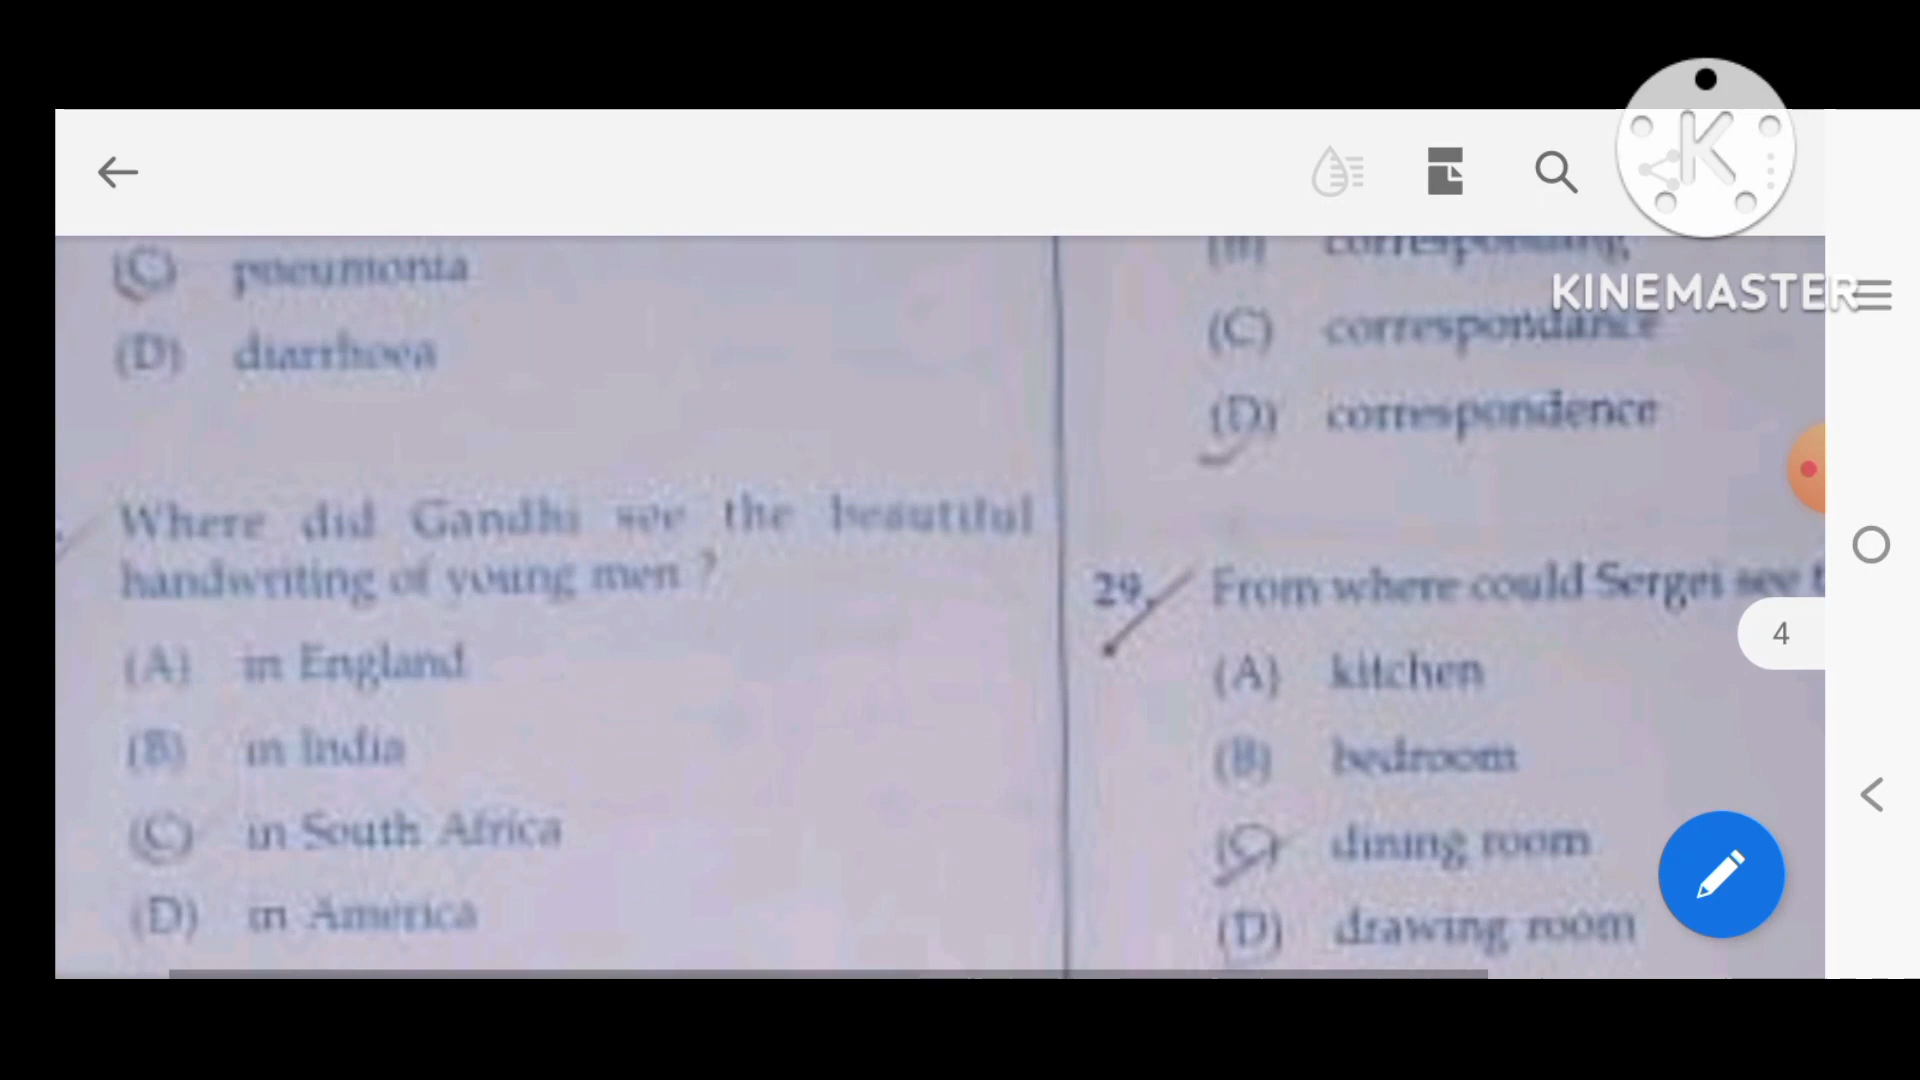 KINEMASTER
(C) pneumonia
(D) diarrhoea
Where did Gandhi see the beautiful
handwriting of young men ?
(A) in England
(B) in India
(C) in South Africa
(D) in America
(B) corresponding
(C) correspondance
(D) correspondence
29. From where could Sergei see
(A) kitchen
(B) bedroom
(C) dining room
(D) drawing room
4